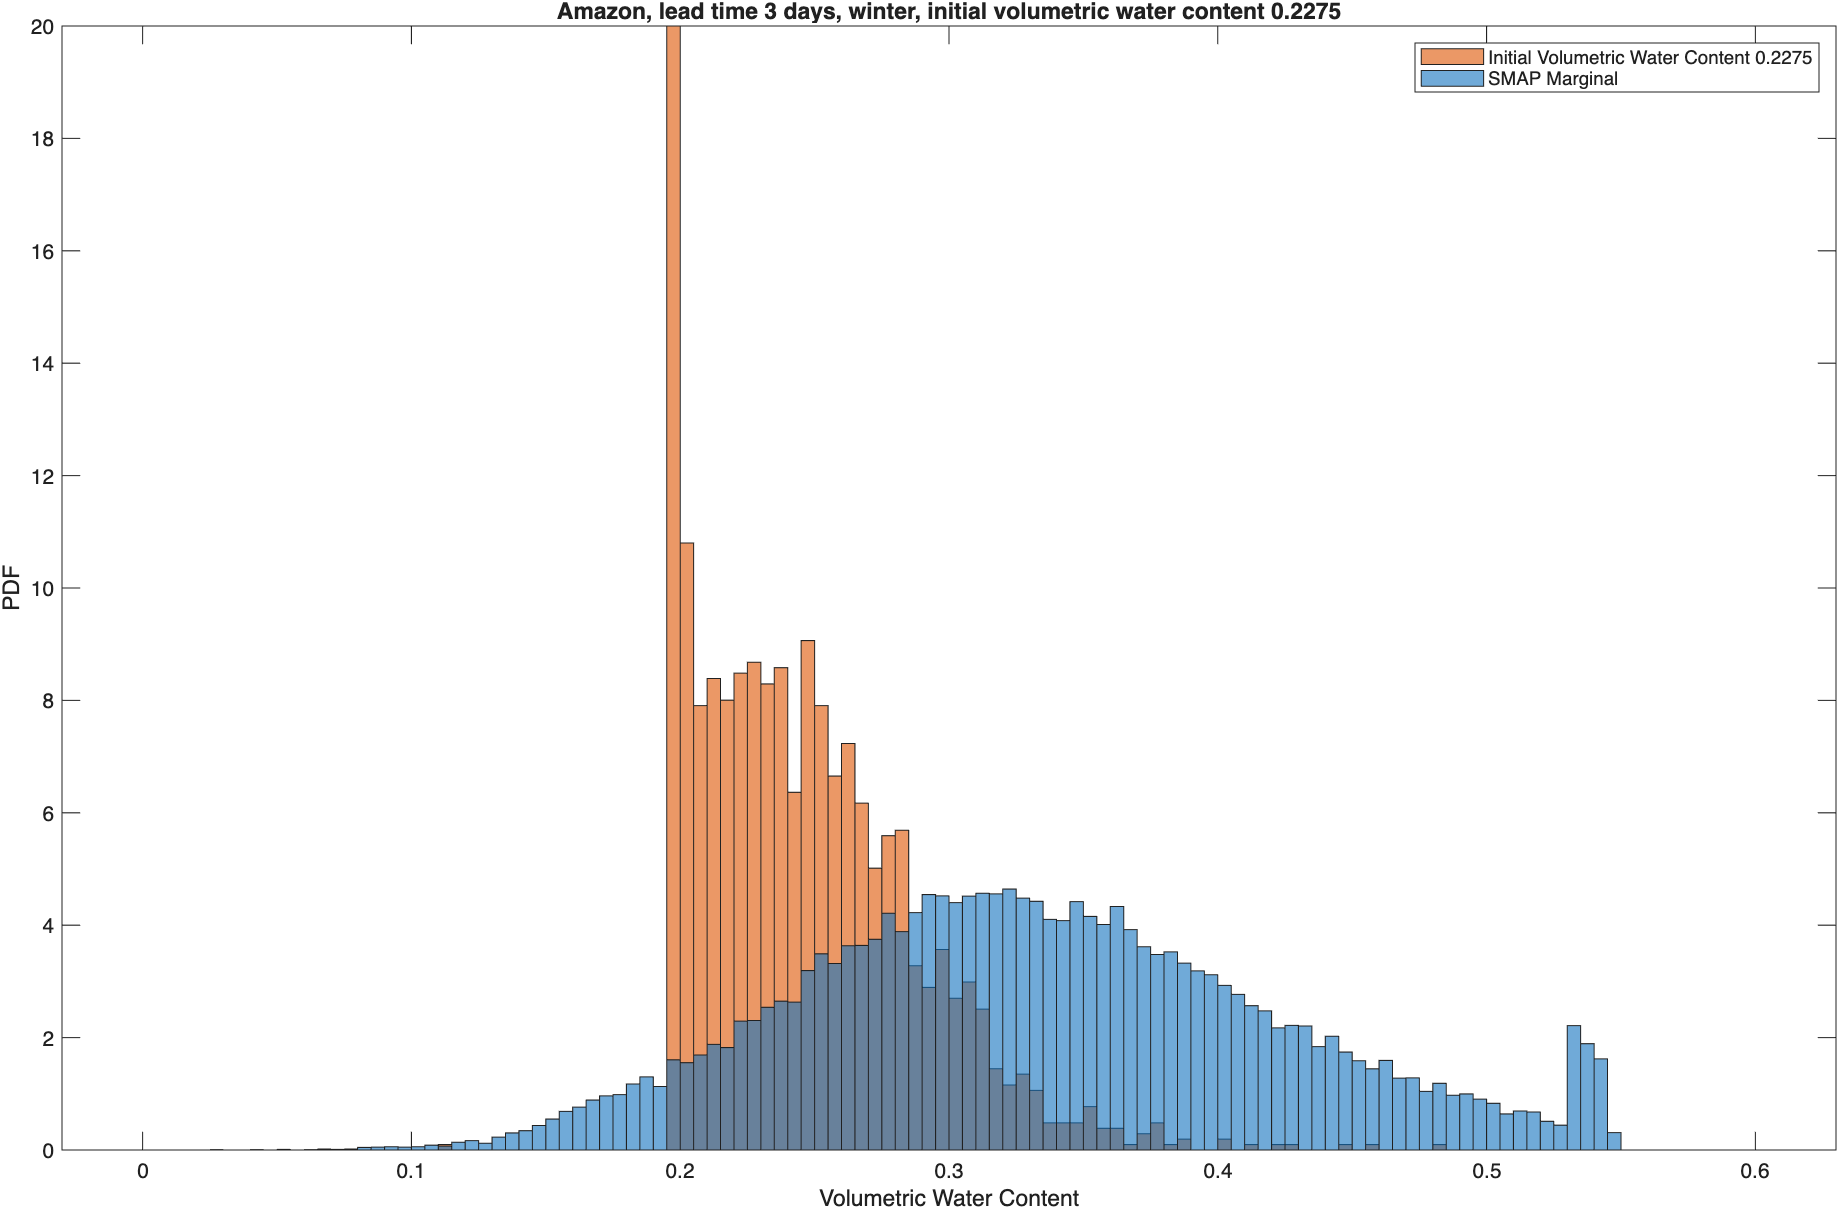 Amazon, lead time 3 days, winter, initial volumetric water content 0.2275
Initial Volumetric Water Content 0.2275
SMAP Marginal
20
18
16
14
12
10
8
6
4
2
0
PDF
0 0.1 0.2 0.3 0.4 0.5 0.6
Volumetric Water Content